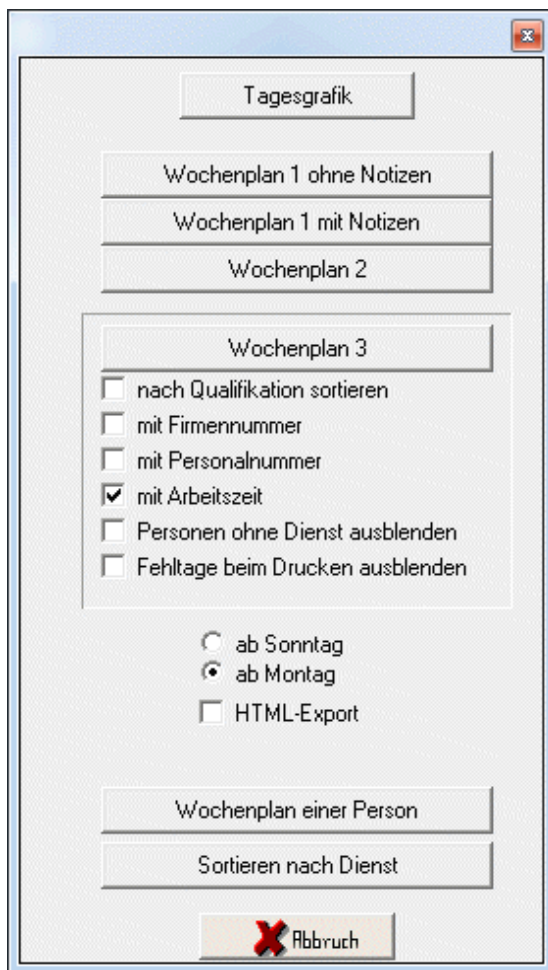 Tagesgrafik
Wochenplan 1 ohne Notizen
Wochenplan 1 mit Notizen
Wochenplan 2
Wochenplan 3
nach Qualifikation sortieren
mit Firmennummer
mit Personalnummer
mit Arbeitszeit
Personen ohne Dienst ausblenden
Fehltage beim Drucken ausblenden
ab Sonntag
ab Montag
HTML-Export
Wochenplan einer Person
Sortieren nach Dienst
Abbruch